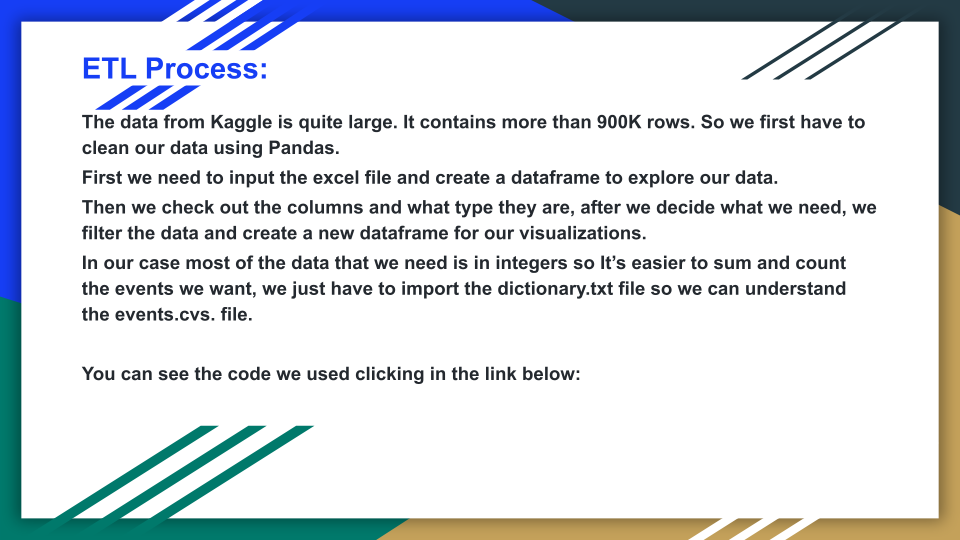 ETL Process:
The data from Kaggle is quite large. It contains more than 900K rows. So we first have to
clean our data using Pandas.
First we need to input the excel file and create a dataframe to explore our data.
Then we check out the columns and what type they are, after we decide what we need, we
filter the data and create a new dataframe for our visualizations.
In our case most of the data that we need is in integers so It’s easier to sum and count
the events we want, we just have to import the dictionary.txt file so we can understand
the events.cvs. file.
You can see the code we used clicking in the link below: